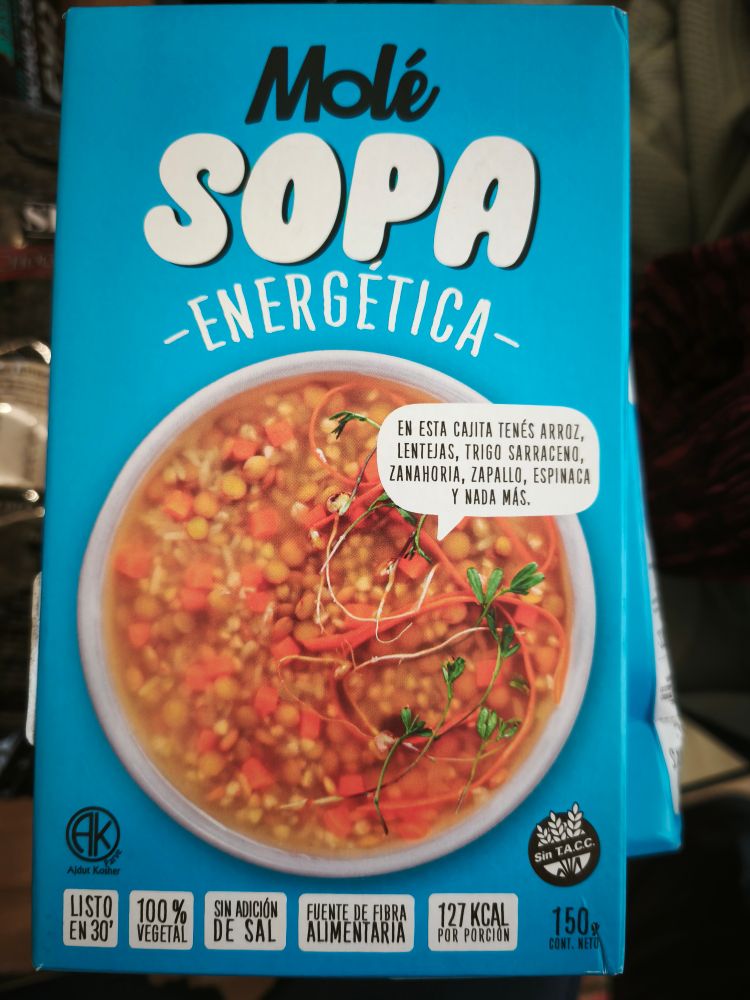 Molé
SOPA
-ENERGÉTICA-
EN ESTA CAJITA TENÉS ARROZ,
LENTEJAS, TRIGO SARRACENO,
ZANAHORIA, ZAPALLO, ESPINACA
Y NADA MÁS.
AK
Parve
Ajdut Kosher
Sin T.A.C.C.
LISTO
EN 30'
100 %
VEGETAL
SIN ADICIÓN
DE SAL
FUENTE DE FIBRA
ALIMENTARIA
127 KCAL
POR PORCIÓN
150g
CONT. NETO